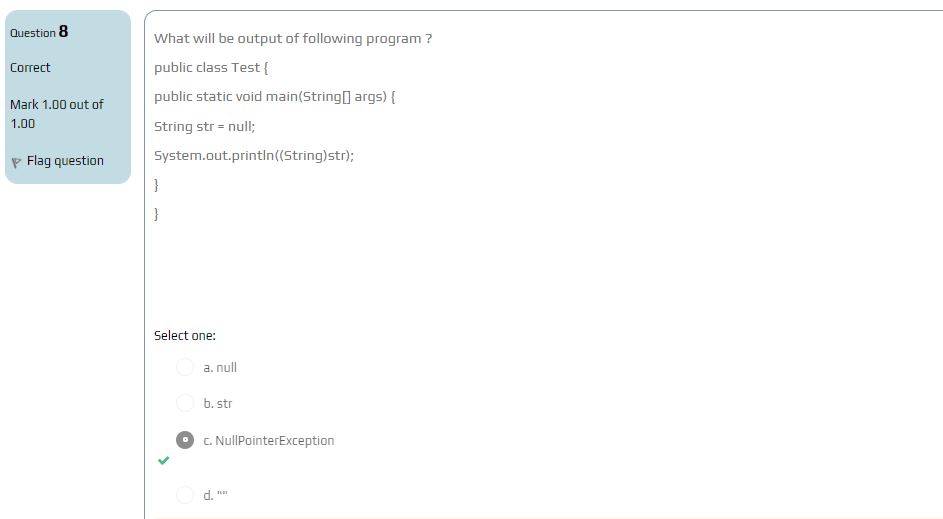 Question 8
Correct
Mark 1.00 out of
1.00
Flag question
What will be output of following program ?
public class Test {
public static void main(String[] args) {
String str = null;
System.out.println((String)str);
}
}
Select one:
a. null
b. str
c. NullPointerException
d. ""